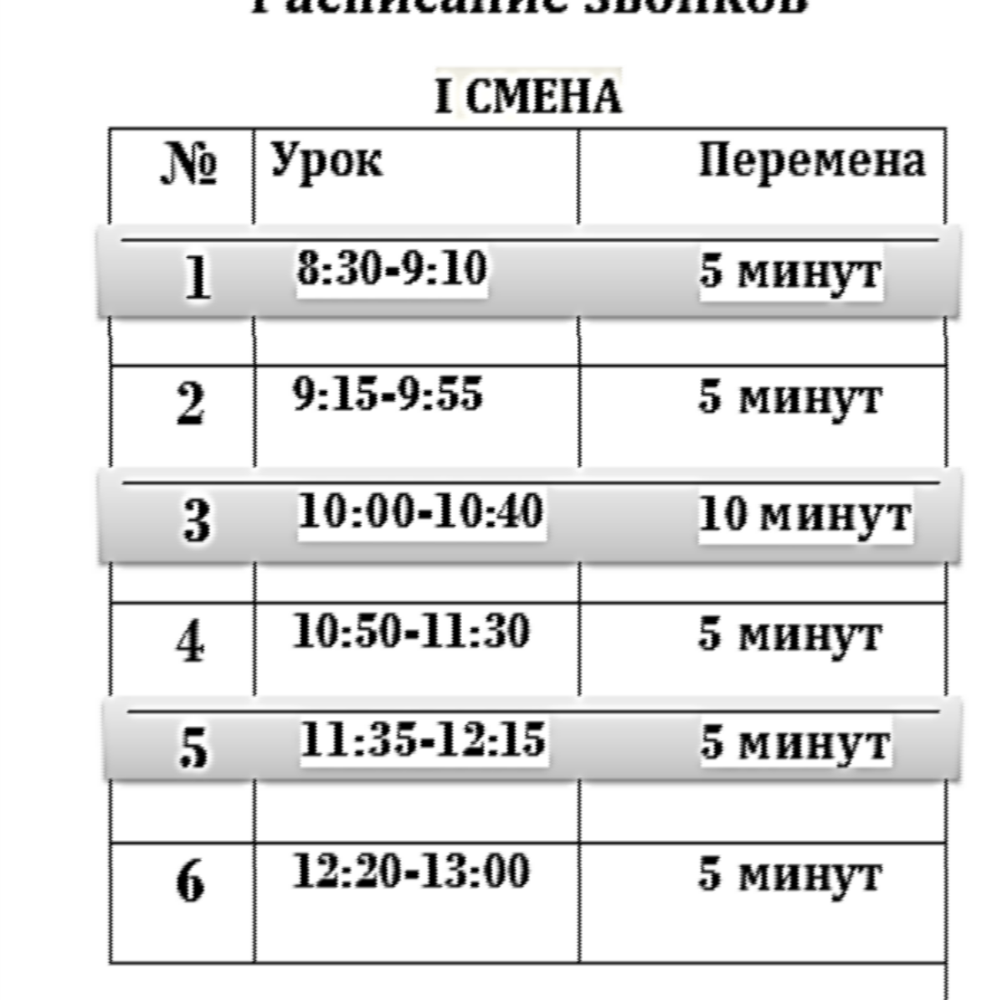 Расписание звонков
I СМЕНА
№ Урок Перемена
1 8:30-9:10 5 минут
2 9:15-9:55 5 минут
3 10:00-10:40 10 минут
4 10:50-11:30 5 минут
5 11:35-12:15 5 минут
6 12:20-13:00 5 минут